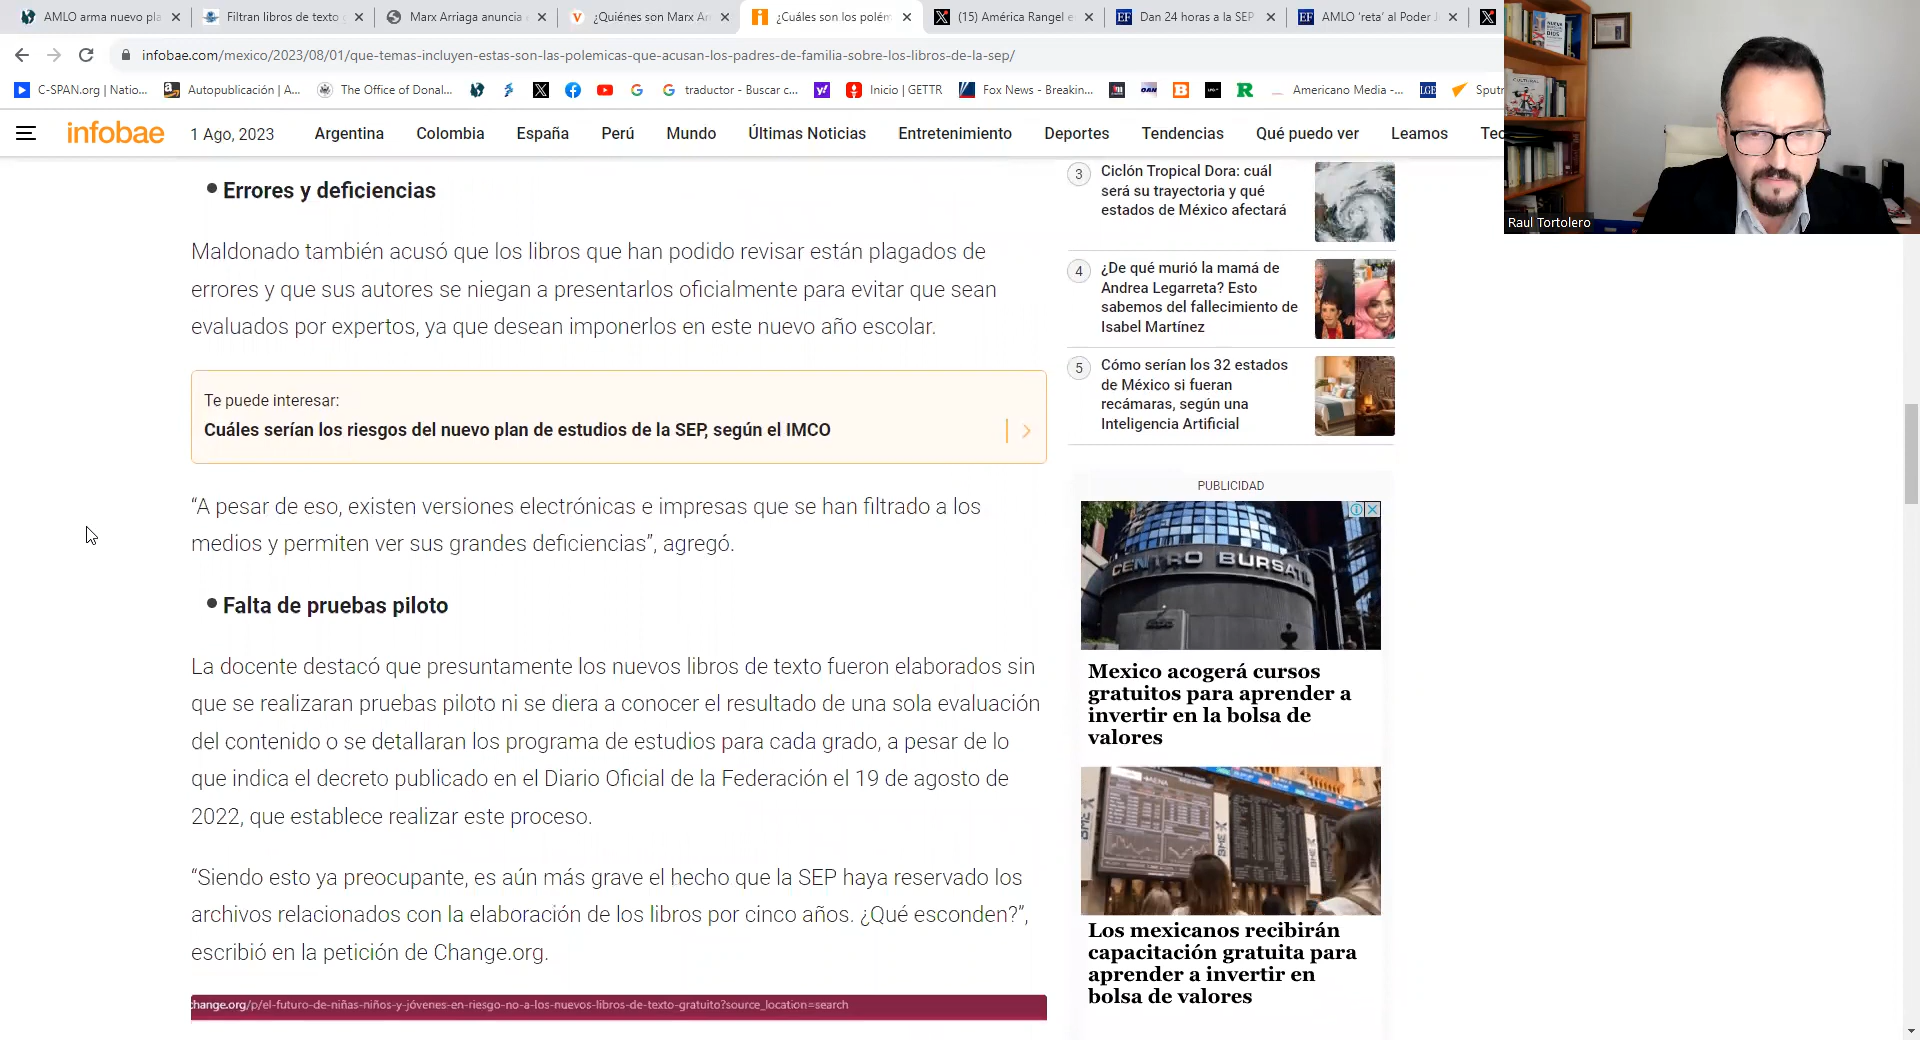 AMLO arma nuevo pla
Filtran libros de texto
Marx Arriaga anuncia
¿Quiénes son Marx Ar
¿Cuáles son los polém
(15) América Rangel e
Dan 24 horas a la SEP
AMLO 'reta' al Poder
infobae.com/mexico/2023/08/01/que-temas-incluyen-estas-son-las-polemicas-que-acusan-los-padres-de-familia-sobre-los-libros-de-la-sep/
C-SPAN.org | Natio...
Autopublicación | A...
The Office of Donal...
traductor - Buscar c...
Inicio | GETTR
Fox News - Breakin...
Americano Media -...
Sputr
infobae
1 Ago, 2023
Argentina
Colombia
España
Perú
Mundo
Últimas Noticias
Entretenimiento
Deportes
Tendencias
Qué puedo ver
Leamos
Tec
Raul Tortolero
• Errores y deficiencias
Maldonado también acusó que los libros que han podido revisar están plagados de
errores y que sus autores se niegan a presentarlos oficialmente para evitar que sean
evaluados por expertos, ya que desean imponerlos en este nuevo año escolar.
Te puede interesar:
Cuáles serían los riesgos del nuevo plan de estudios de la SEP, según el IMCO
“A pesar de eso, existen versiones electrónicas e impresas que se han filtrado a los
medios y permiten ver sus grandes deficiencias”, agregó.
• Falta de pruebas piloto
La docente destacó que presuntamente los nuevos libros de texto fueron elaborados sin
que se realizaran pruebas piloto ni se diera a conocer el resultado de una sola evaluación
del contenido o se detallaran los programa de estudios para cada grado, a pesar de lo
que indica el decreto publicado en el Diario Oficial de la Federación el 19 de agosto de
2022, que establece realizar este proceso.
“Siendo esto ya preocupante, es aún más grave el hecho que la SEP haya reservado los
archivos relacionados con la elaboración de los libros por cinco años. ¿Qué esconden?”,
escribió en la petición de Change.org.
change.org/p/el-futuro-de-niñas-niños-y-jóvenes-en-riesgo-no-a-los-nuevos-libros-de-texto-gratuito?source_location=search
3
Ciclón Tropical Dora: cuál
será su trayectoria y qué
estados de México afectará
4
¿De qué murió la mamá de
Andrea Legarreta? Esto
sabemos del fallecimiento de
Isabel Martínez
5
Cómo serían los 32 estados
de México si fueran
recámaras, según una
Inteligencia Artificial
PUBLICIDAD
CENTRO BURSATIL
Mexico acogerá cursos
gratuitos para aprender a
invertir en la bolsa de
valores
Los mexicanos recibirán
capacitación gratuita para
aprender a invertir en
bolsa de valores